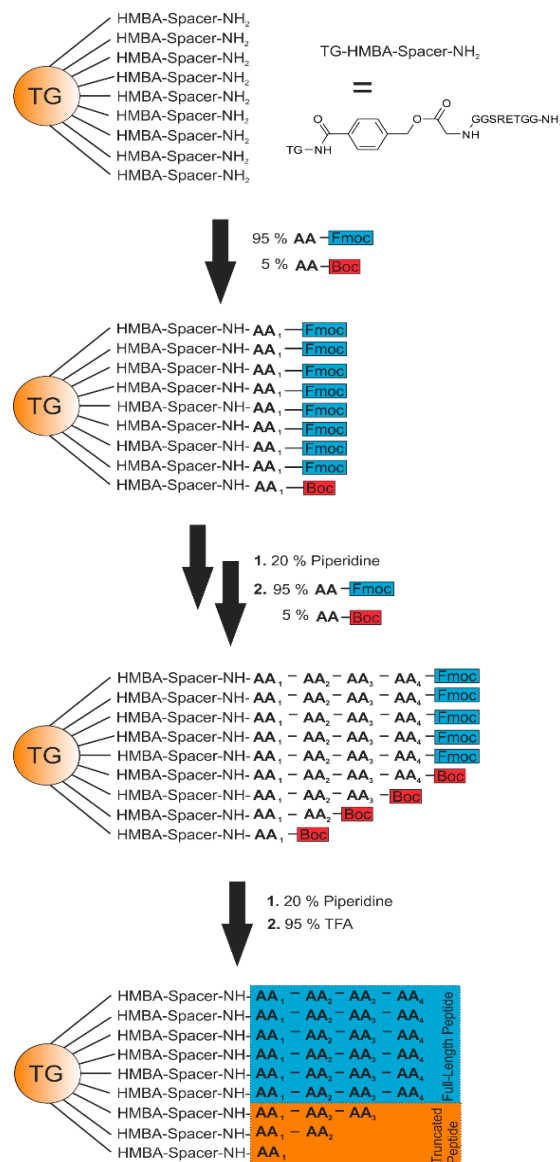 HMBA-Spacer-NH2
HMBA-Spacer-NH2
HMBA-Spacer-NH2
HMBA-Spacer-NH2
HMBA-Spacer-NH2
HMBA-Spacer-NH2
HMBA-Spacer-NH2
HMBA-Spacer-NH2
HMBA-Spacer-NH2
TG
TG-HMBA-Spacer-NH2
=
O
O
O
TG
NH
NH
GGSRETGG-NH2
95 % AA Fmoc
5 % AA Boc
HMBA-Spacer-NH- AA1 Fmoc
HMBA-Spacer-NH- AA1 Fmoc
HMBA-Spacer-NH- AA1 Fmoc
HMBA-Spacer-NH- AA1 Fmoc
HMBA-Spacer-NH- AA1 Fmoc
HMBA-Spacer-NH- AA1 Fmoc
HMBA-Spacer-NH- AA1 Fmoc
HMBA-Spacer-NH- AA1 Fmoc
HMBA-Spacer-NH- AA1 Boc
TG
1. 20 % Piperidine
2. 95 % AA Fmoc
5 % AA Boc
HMBA-Spacer-NH- AA1 – AA2 – AA3 – AA4 – Fmoc
HMBA-Spacer-NH- AA1 – AA2 – AA3 – AA4 – Fmoc
HMBA-Spacer-NH- AA1 – AA2 – AA3 – AA4 – Fmoc
HMBA-Spacer-NH- AA1 – AA2 – AA3 – AA4 – Fmoc
HMBA-Spacer-NH- AA1 – AA2 – AA3 – AA4 – Fmoc
HMBA-Spacer-NH- AA1 – AA2 – AA3 – AA4 – Boc
HMBA-Spacer-NH- AA1 – AA2 – AA3 – Boc
HMBA-Spacer-NH- AA1 – AA2 – Boc
HMBA-Spacer-NH- AA1 – Boc
TG
1. 20 % Piperidine
2. 95 % TFA
HMBA-Spacer-NH- AA1 – AA2 – AA3 – AA4
HMBA-Spacer-NH- AA1 – AA2 – AA3 – AA4
HMBA-Spacer-NH- AA1 – AA2 – AA3 – AA4
HMBA-Spacer-NH- AA1 – AA2 – AA3 – AA4
HMBA-Spacer-NH- AA1 – AA2 – AA3 – AA4
HMBA-Spacer-NH- AA1 – AA2 – AA3 – AA4
HMBA-Spacer-NH- AA1 – AA2 – AA3
HMBA-Spacer-NH- AA1 – AA2
HMBA-Spacer-NH- AA1
TG
Full-Length Peptide
Truncated
Peptide